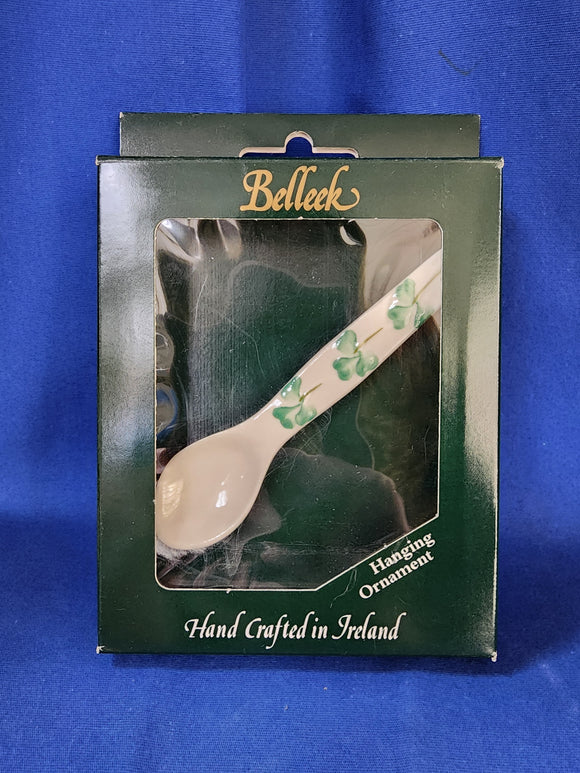 Belleek
Hanging
Ornament
Hand Crafted in Ireland